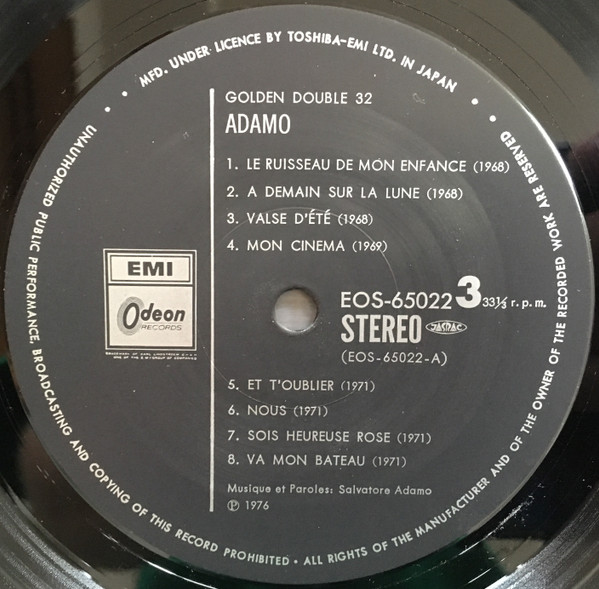 MFD. UNDER LICENCE BY TOSHIBA-EMI LTD. IN JAPAN
GOLDEN DOUBLE 32
ADAMO
1. LE RUISSEAU DE MON ENFANCE (1968)
2. A DEMAIN SUR LA LUNE (1968)
3. VALSE D'ÉTÉ (1968)
4. MON CINEMA (1969)
EMI
Odeon
RECORDS
EOS-65022 3 33⅓ r.p.m.
STEREO JASRAC
(EOS-65022-A)
5. ET T'OUBLIER (1971)
6. NOUS (1971)
7. SOIS HEUREUSE ROSE (1971)
8. VA MON BATEAU (1971)
Musique et Paroles: Salvatore Adamo
℗ 1976
UNAUTHORIZED PUBLIC PERFORMANCE, BROADCASTING AND COPYING OF THIS RECORD PROHIBITED • ALL RIGHTS OF THE MANUFACTURER AND OF THE OWNER OF THE RECORDED WORK ARE RESERVED